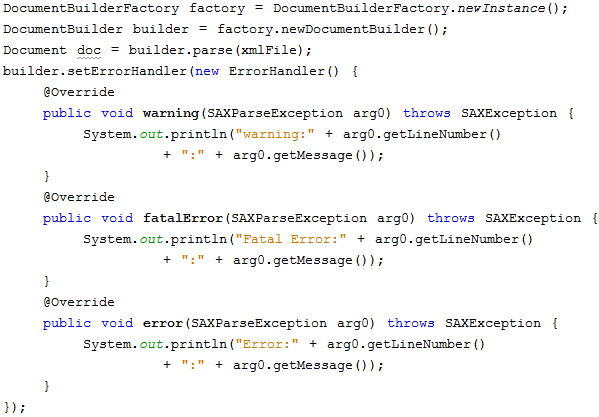 DocumentBuilderFactory factory = DocumentBuilderFactory.newInstance();
DocumentBuilder builder = factory.newDocumentBuilder();
Document doc = builder.parse(xmlFile);
builder.setErrorHandler(new ErrorHandler() {
     @Override
     public void warning(SAXParseException arg0) throws SAXException {
          System.out.println("warning:" + arg0.getLineNumber()
                    + ":" + arg0.getMessage());
     }
     @Override
     public void fatalError(SAXParseException arg0) throws SAXException {
          System.out.println("Fatal Error:" + arg0.getLineNumber()
                    + ":" + arg0.getMessage());
     }
     @Override
     public void error(SAXParseException arg0) throws SAXException {
          System.out.println("Error:" + arg0.getLineNumber()
                    + ":" + arg0.getMessage());
     }
});